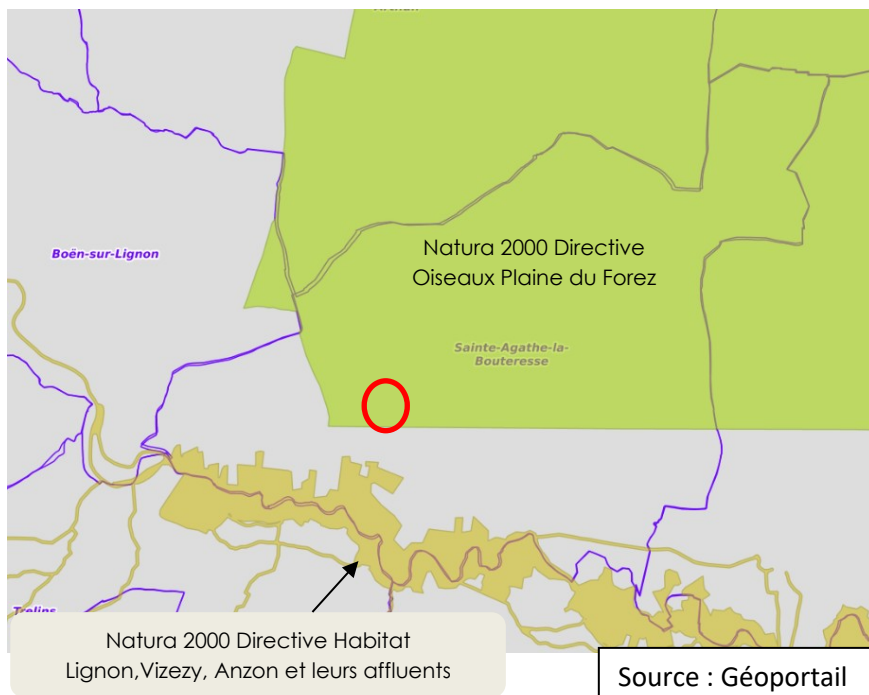 Boën-sur-Lignon
Natura 2000 Directive
Oiseaux Plaine du Forez
Sainte-Agathe-la-
Bouteresse
Trelins
Natura 2000 Directive Habitat
Lignon,Vizezy, Anzon et leurs affluents
Source : Géoportail